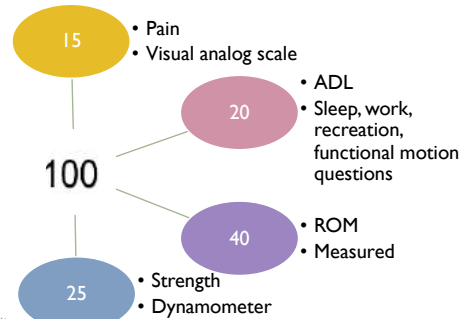 15
• Pain
• Visual analog scale
20
• ADL
• Sleep, work,
recreation,
functional motion
questions
100
40
• ROM
• Measured
25
• Strength
• Dynamometer